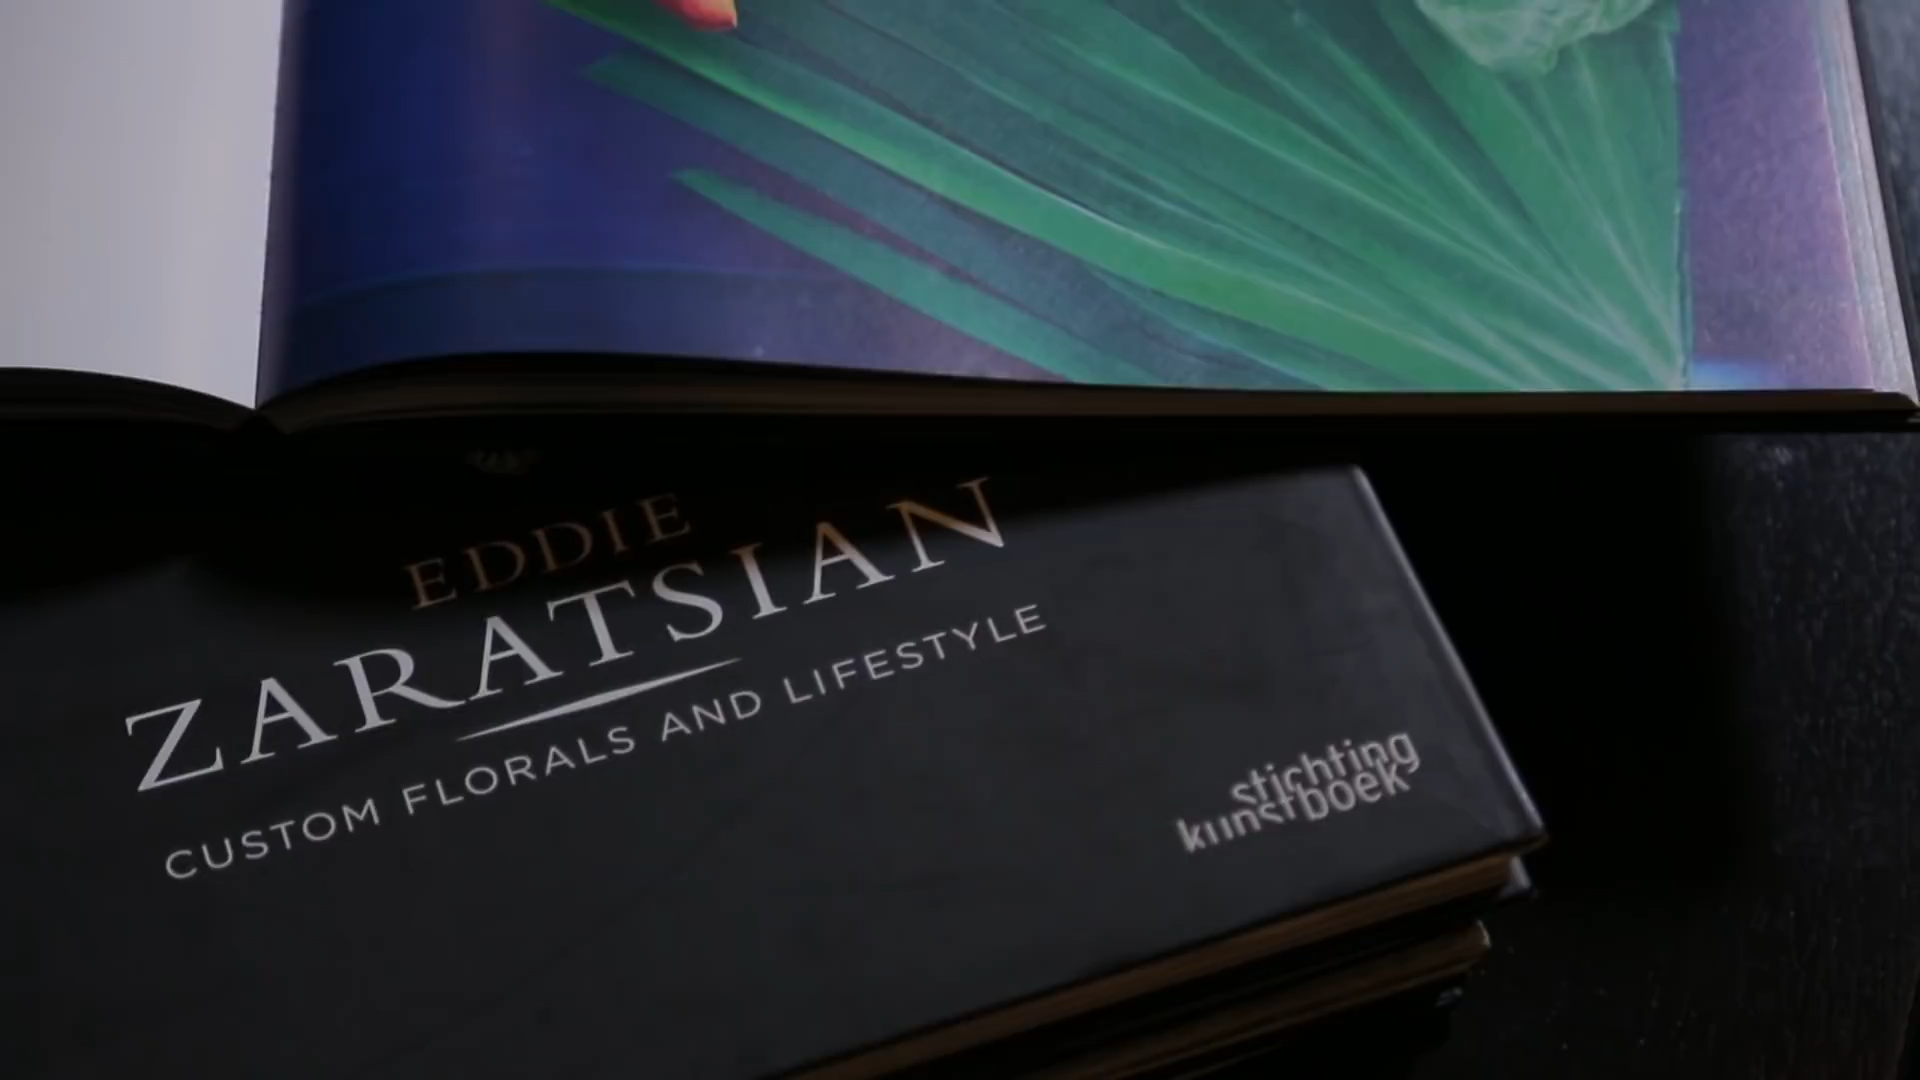 EDDIE
ZARATSIAN
CUSTOM FLORALS AND LIFESTYLE
stichting
kunstboek